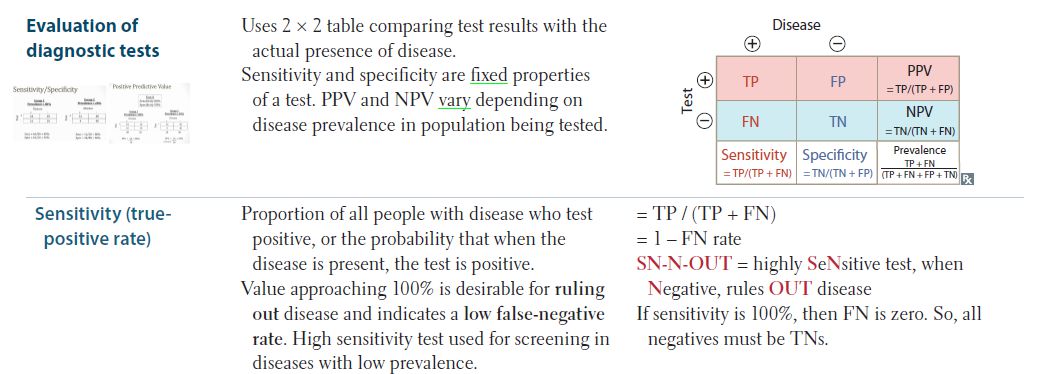 Evaluation of
diagnostic tests
Sensitivity/Specificity
Positive Predictive Value
Uses 2 × 2 table comparing test results with the
actual presence of disease.
Sensitivity and specificity are fixed properties
of a test. PPV and NPV vary depending on
disease prevalence in population being tested.
Disease
⊕ ⊖
Test
⊕ TP FP PPV
= TP/(TP + FP)
⊖ FN TN NPV
= TN/(TN + FN)
Sensitivity Specificity Prevalence
= TP/(TP + FN) = TN/(TN + FP) TP + FN
(TP + FN + FP + TN)
Rx
Sensitivity (true-
positive rate)
Proportion of all people with disease who test
positive, or the probability that when the
disease is present, the test is positive.
Value approaching 100% is desirable for ruling
out disease and indicates a low false-negative
rate. High sensitivity test used for screening in
diseases with low prevalence.
= TP / (TP + FN)
= 1 – FN rate
SN-N-OUT = highly SeNsitive test, when
Negative, rules OUT disease
If sensitivity is 100%, then FN is zero. So, all
negatives must be TNs.